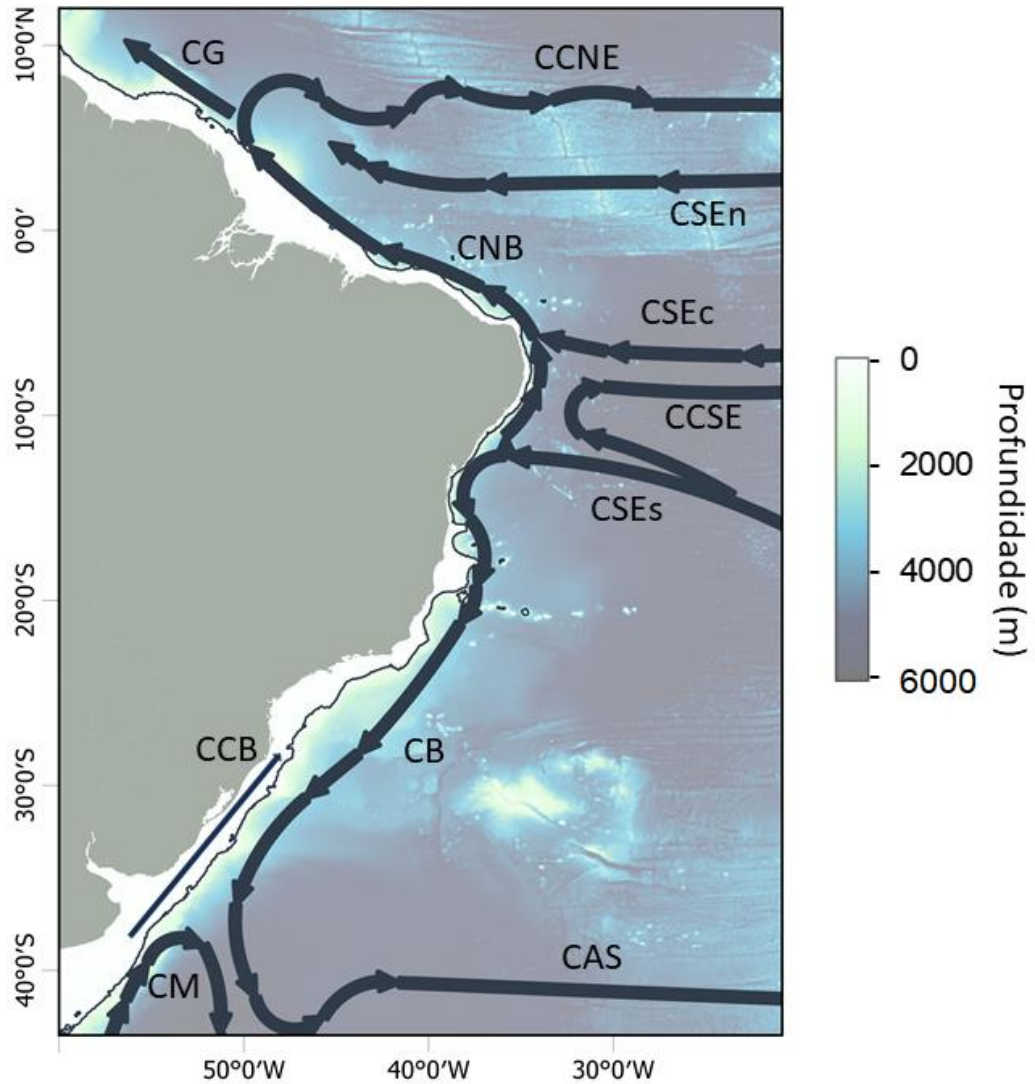 10°0'N
0°0'
10°0'S
20°0'S
30°0'S
40°0'S
CG
CCNE
CSEn
CNB
CSEc
CCSE
CSEs
CCB
CB
CAS
CM
50°0'W
40°0'W
30°0'W
0
2000
4000
6000
Profundidade (m)